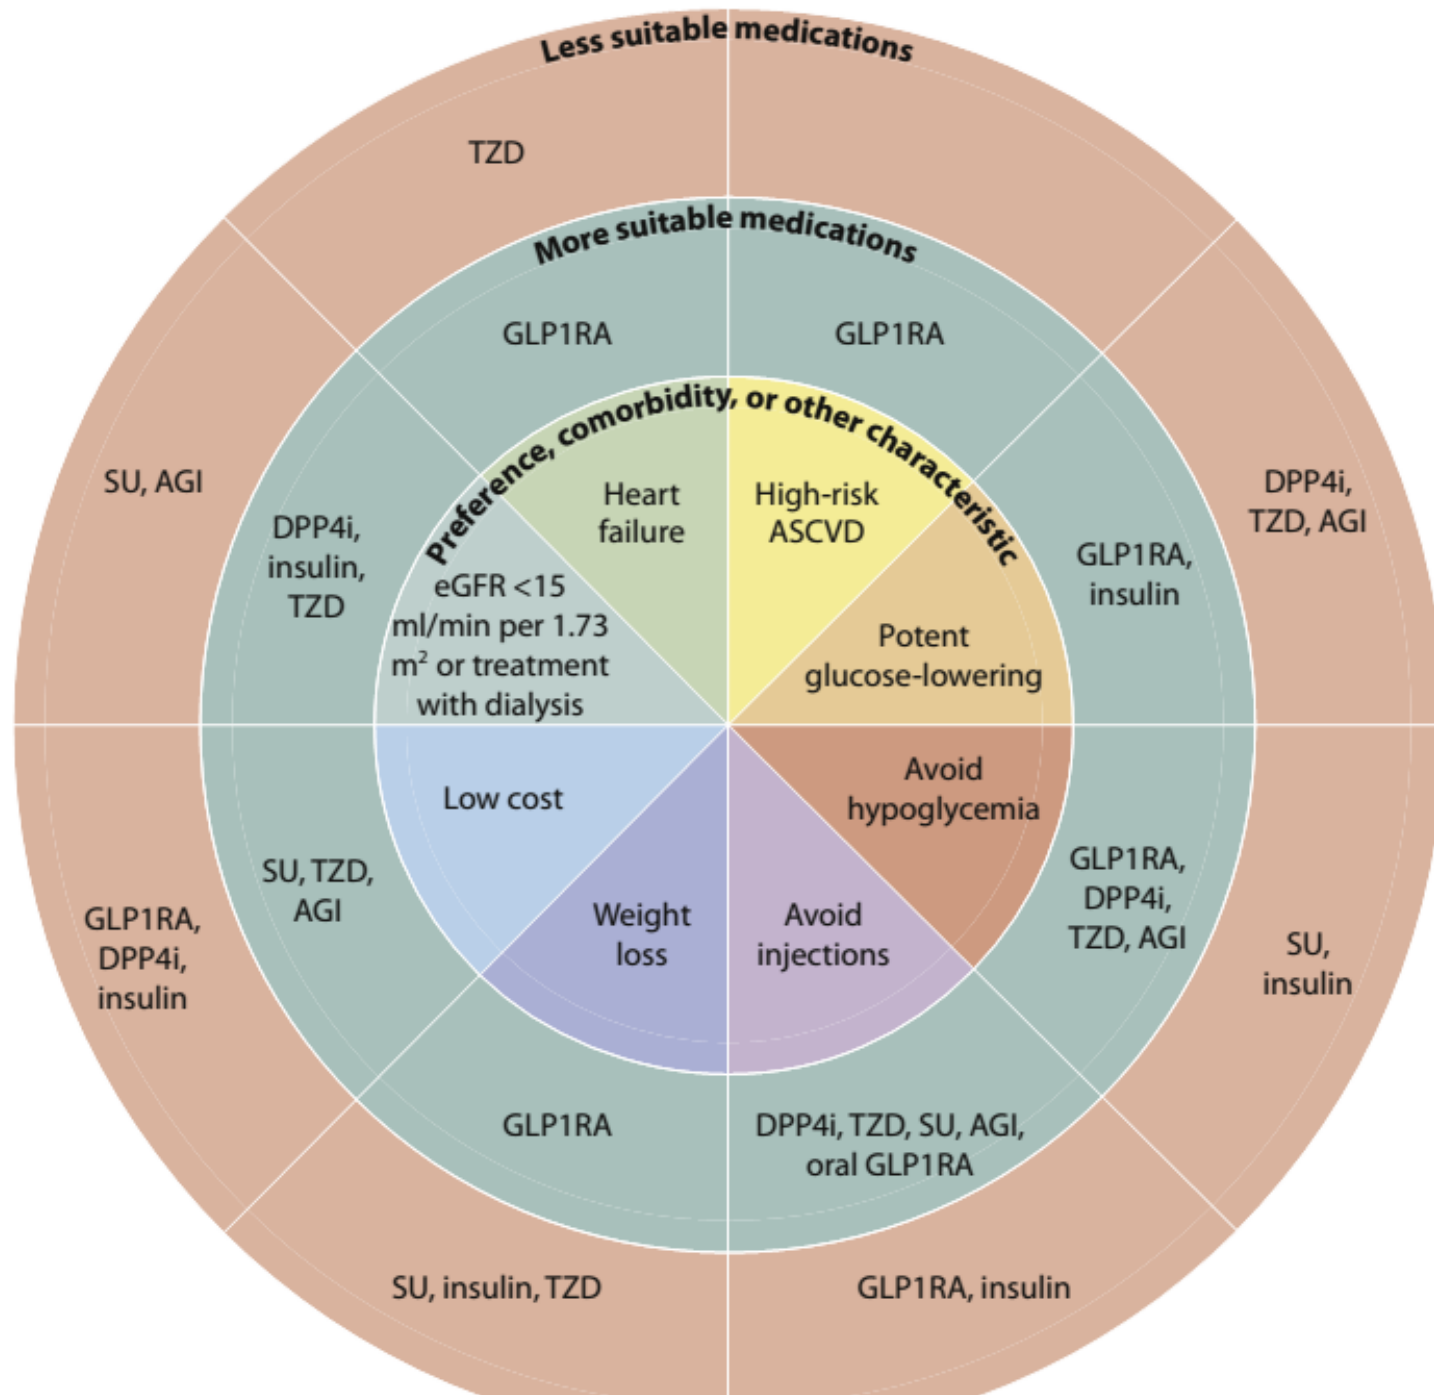 Less suitable medications
TZD
More suitable medications
GLP1RA
GLP1RA
Preference, comorbidity, or other characteristic
Heart
failure
High-risk
ASCVD
SU, AGI
DPP4i,
insulin,
TZD
eGFR <15
ml/min per 1.73
m² or treatment
with dialysis
Potent
glucose-lowering
GLP1RA,
insulin
DPP4i,
TZD, AGI
Low cost
Avoid
hypoglycemia
SU, TZD,
AGI
GLP1RA,
DPP4i,
insulin
Weight
loss
Avoid
injections
GLP1RA,
DPP4i,
TZD, AGI
SU,
insulin
GLP1RA
DPP4i, TZD, SU, AGI,
oral GLP1RA
SU, insulin, TZD
GLP1RA, insulin